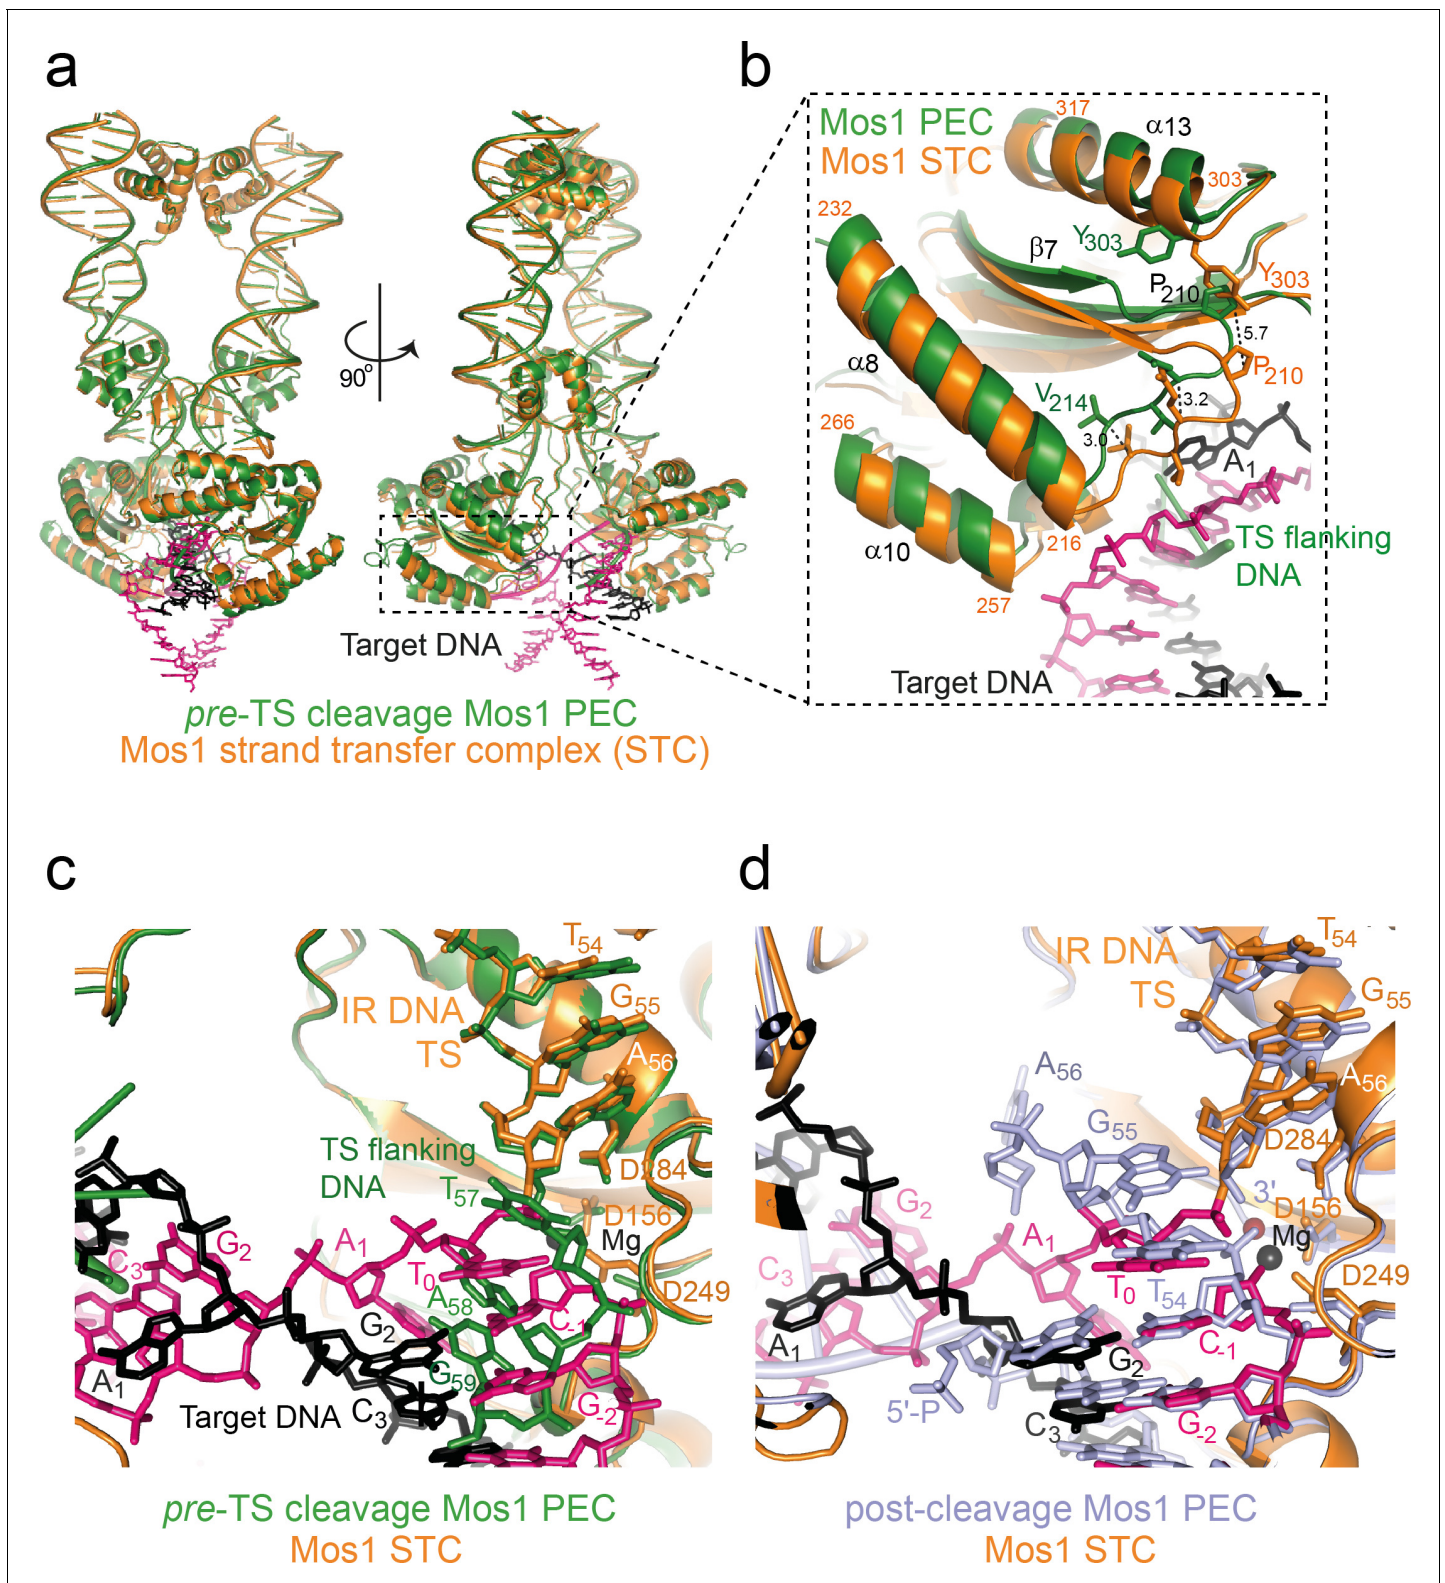 a
90°
Target DNA
pre-TS cleavage Mos1 PEC
Mos1 strand transfer complex (STC)
b
Mos1 PEC
Mos1 STC
317
α13
303
232
Y303
β7
P210
Y303
5.7
α8
P210
V214
3.2
3.0
266
A1
TS flanking
DNA
α10
216
257
Target DNA
c
T54
IR DNA
TS
G55
A56
TS flanking
DNA
D284
T57
D156
Mg
G2
A1
C3
T0
D249
A58
C-1
G2
G59
A1
G-2
Target DNA
C3
pre-TS cleavage Mos1 PEC
Mos1 STC
d
IR DNA
TS
T54
G55
A56
A56
G55
D284
3'
G2
D156
Mg
A1
C3
T0
T54
D249
A1
C-1
G2
5'-P
G-2
C3
post-cleavage Mos1 PEC
Mos1 STC